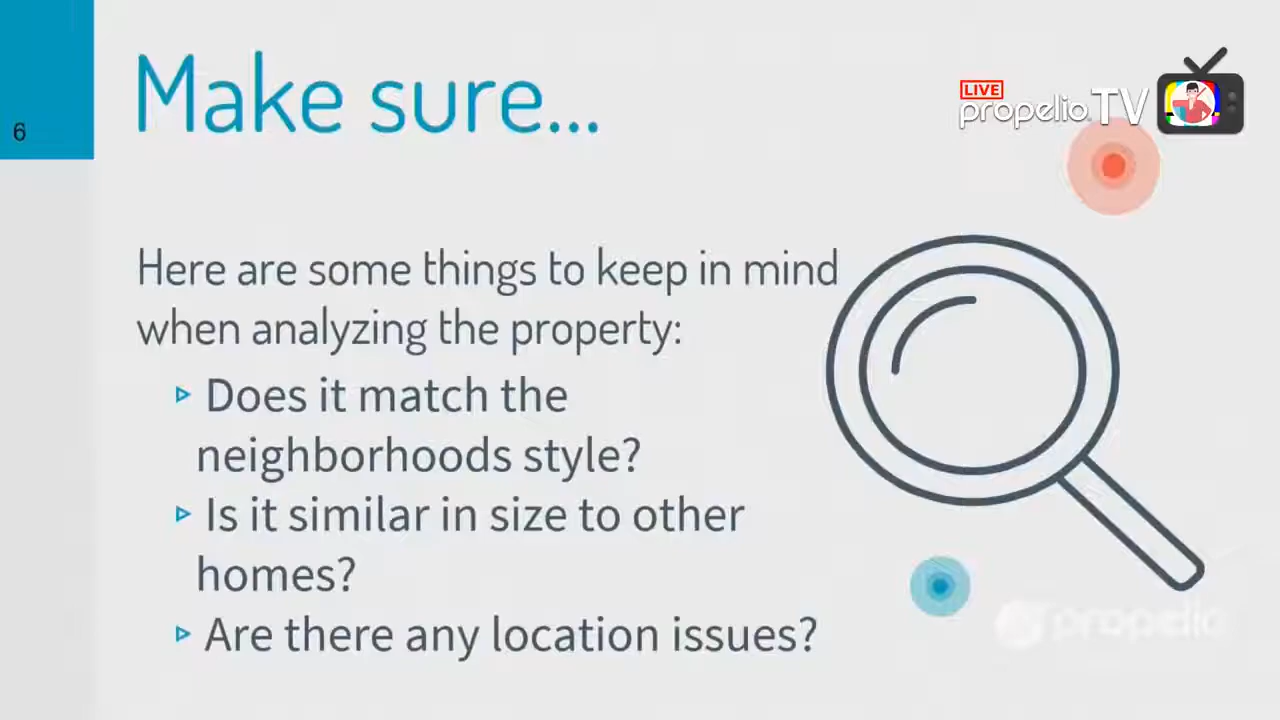 6
Make sure...
LIVE
propelioTV
Here are some things to keep in mind
when analyzing the property:
Does it match the
neighborhoods style?
Is it similar in size to other
homes?
Are there any location issues?
propelio